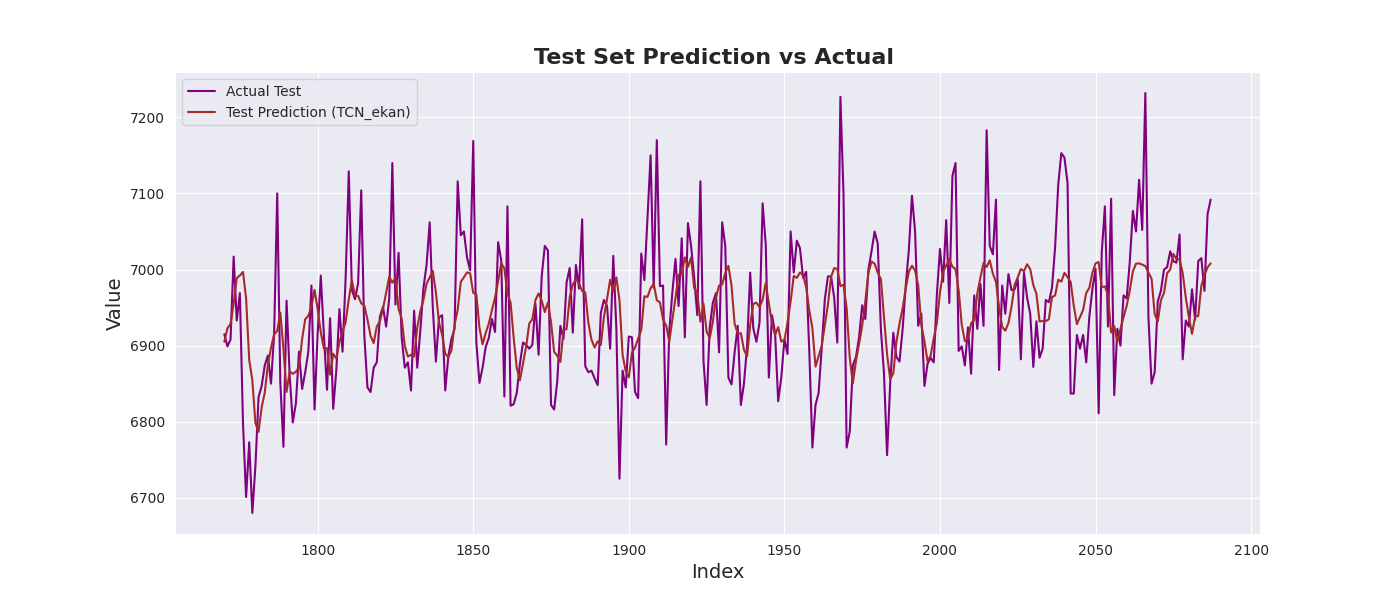 Test Set Prediction vs Actual
Actual Test
Test Prediction (TCN_ekan)
Value
7200
7100
7000
6900
6800
6700
1800
1850
1900
1950
2000
2050
2100
Index